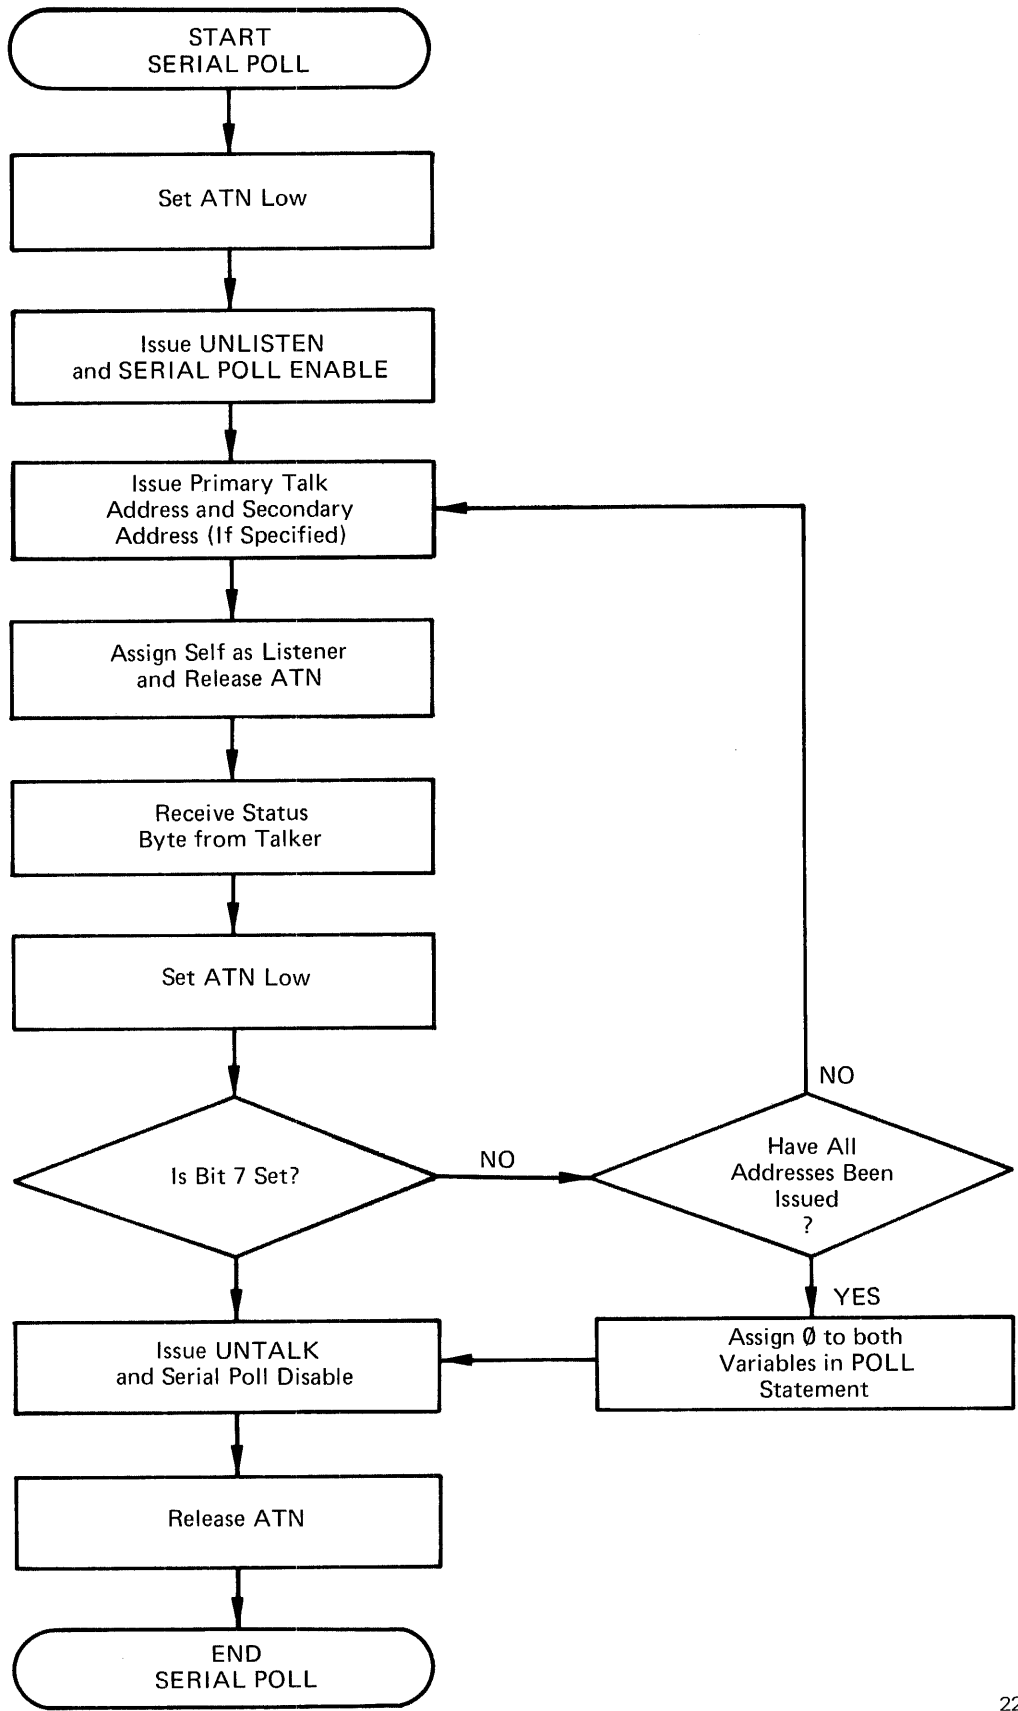 START
SERIAL POLL
Set ATN Low
Issue UNLISTEN
and SERIAL POLL ENABLE
Issue Primary Talk
Address and Secondary
Address (If Specified)
Assign Self as Listener
and Release ATN
Receive Status
Byte from Talker
Set ATN Low
Is Bit 7 Set?
NO
Have All
Addresses Been
Issued
?
NO
YES
Assign Ø to both
Variables in POLL
Statement
Issue UNTALK
and Serial Poll Disable
Release ATN
END
SERIAL POLL
22